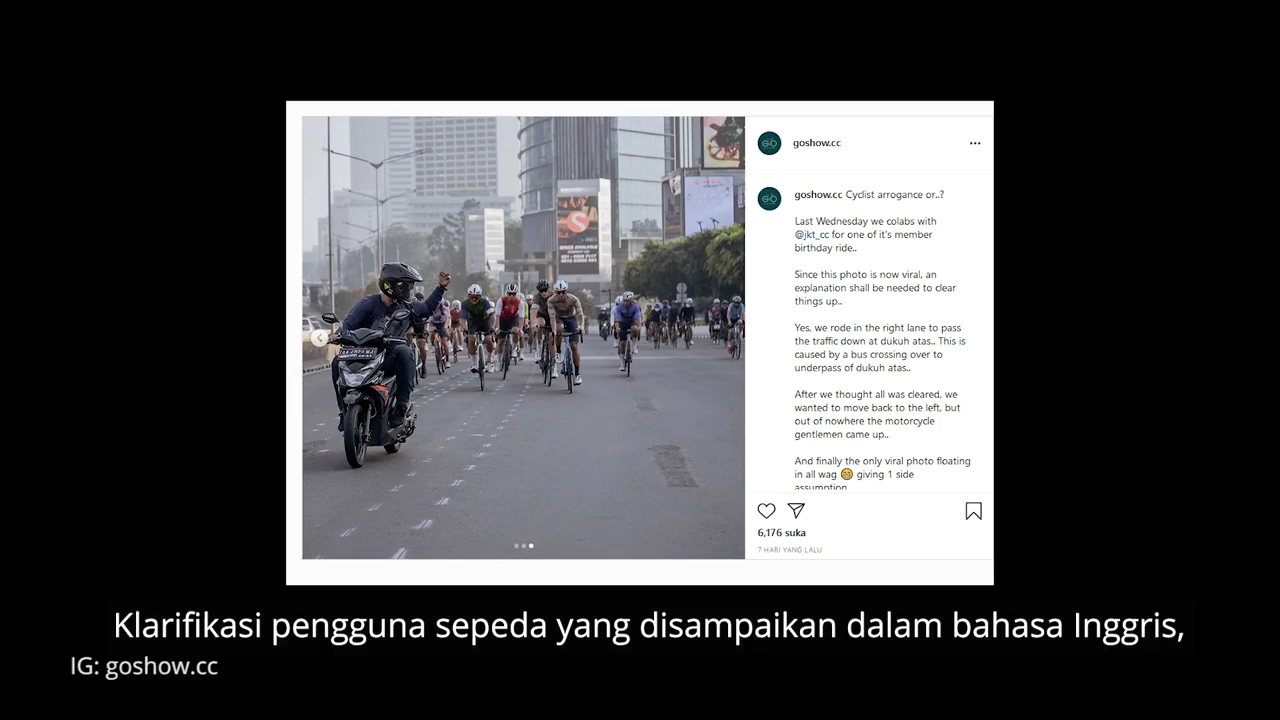 goshow.cc
goshow.cc Cyclist arrogance or..?
Last Wednesday we colabs with
@jkt_cc for one of it's member
birthday ride..
Since this photo is now viral, an
explanation shall be needed to clear
things up..
Yes, we rode in the right lane to pass
the traffic down at dukuh atas.. This is
caused by a bus crossing over to
underpass of dukuh atas..
After we thought all was cleared, we
wanted to move back to the left, but
out of nowhere the motorcycle
gentlemen came up..
And finally the only viral photo floating
in all wag 😁 giving 1 side
assumption
6,176 suka
7 HARI YANG LALU
Klarifikasi pengguna sepeda yang disampaikan dalam bahasa Inggris,
IG: goshow.cc